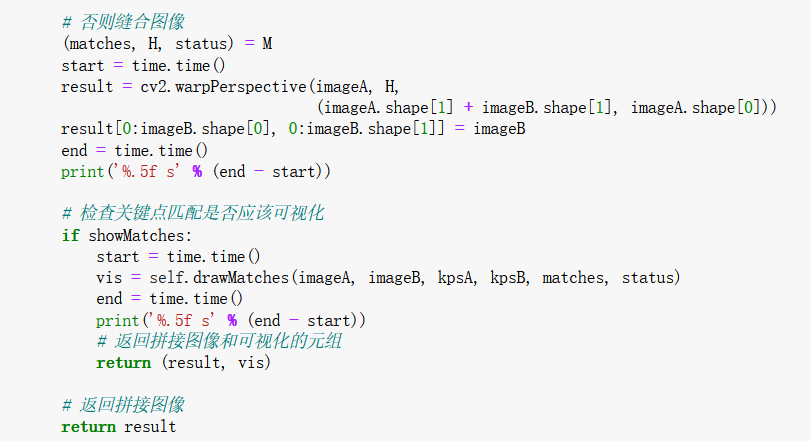 # 否则缝合图像
(matches, H, status) = M
start = time.time()
result = cv2.warpPerspective(imageA, H,
(imageA.shape[1] + imageB.shape[1], imageA.shape[0]))
result[0:imageB.shape[0], 0:imageB.shape[1]] = imageB
end = time.time()
print('%.5f s' % (end - start))
# 检查关键点匹配是否应该可视化
if showMatches:
start = time.time()
vis = self.drawMatches(imageA, imageB, kpsA, kpsB, matches, status)
end = time.time()
print('%.5f s' % (end - start))
# 返回拼接图像和可视化的元组
return (result, vis)
# 返回拼接图像
return result